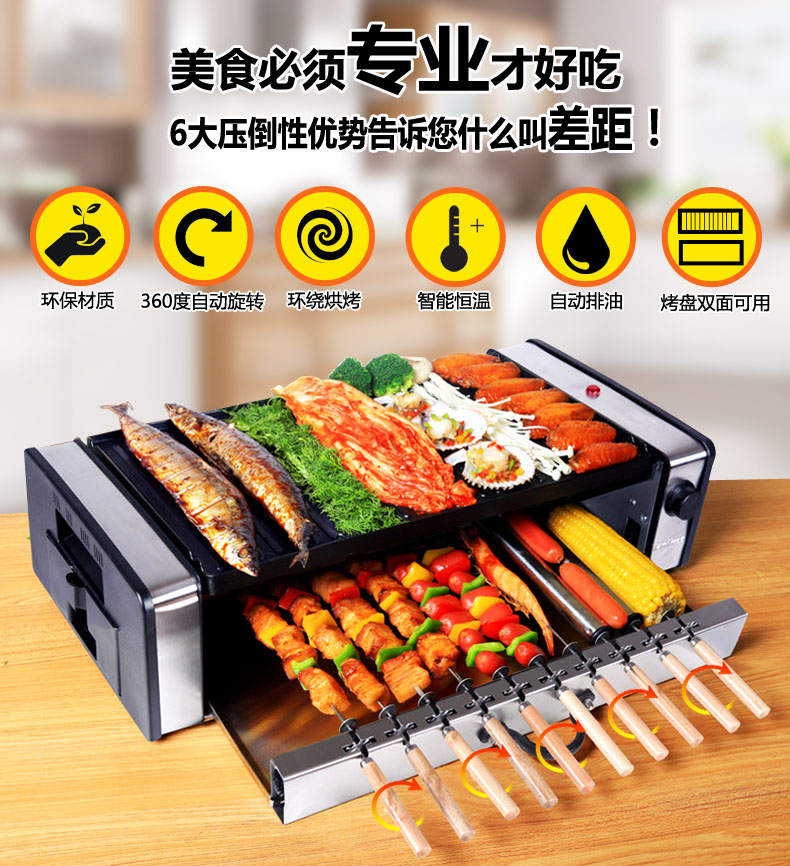 美食必须专业才好吃
6大压倒性优势告诉您什么叫差距！
环保材质 360度自动旋转 环绕烘烤 智能恒温 自动排油 烤盘双面可用